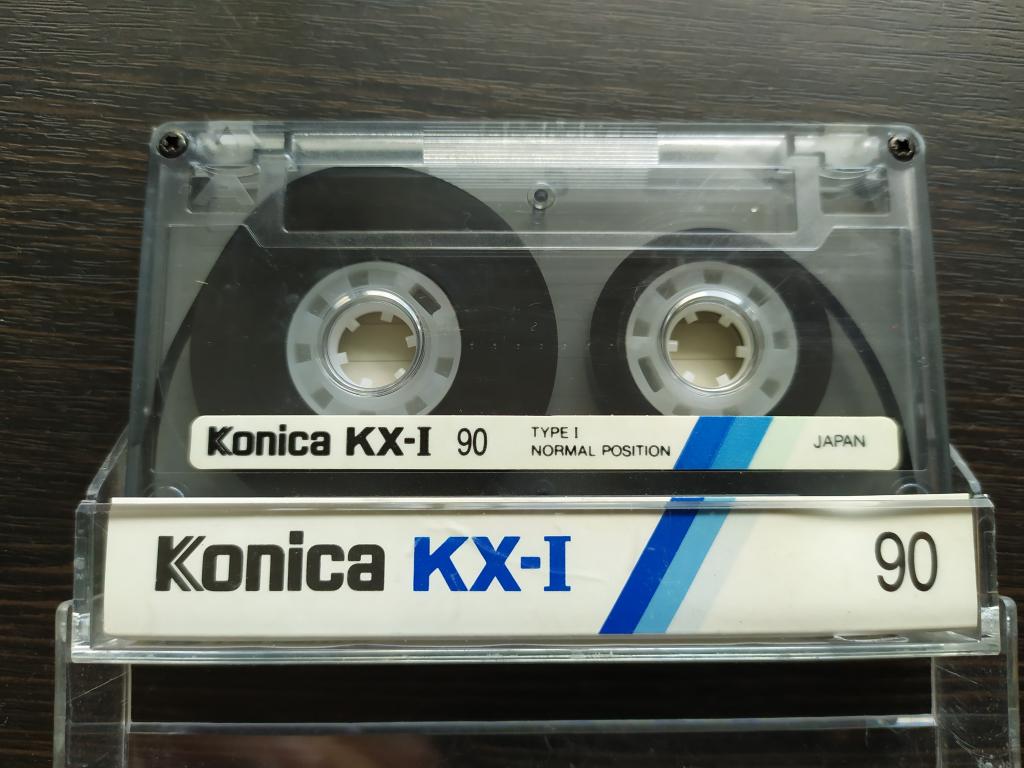 Konica KX-I 90 TYPE I
NORMAL POSITION JAPAN
Konica KX-I 90